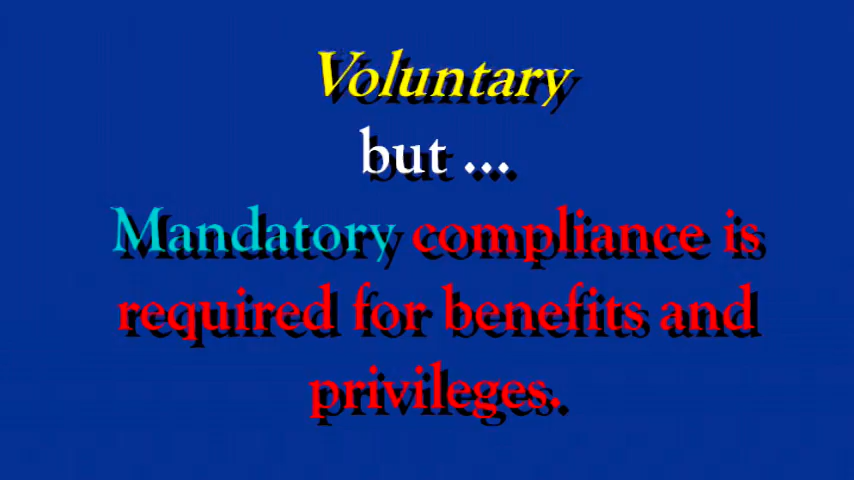 Voluntary
but ...
Mandatory compliance is
required for benefits and
privileges.